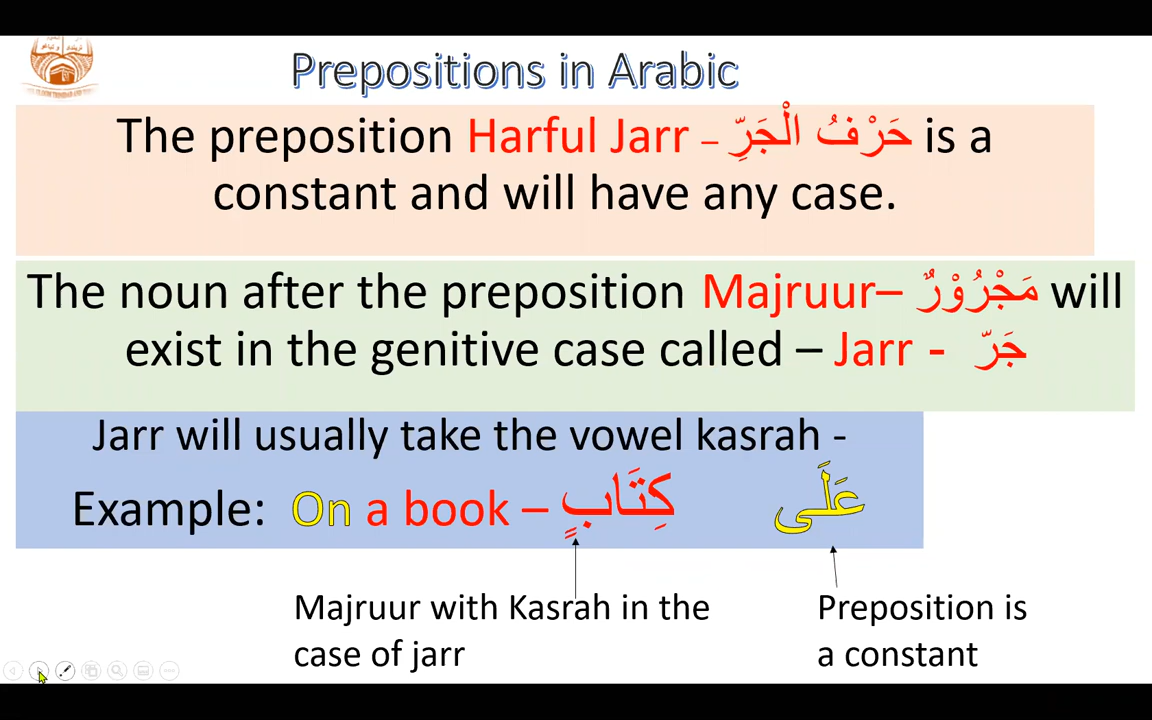 Prepositions in Arabic
The preposition Harful Jarr – حَرْفُ الْجَرِّ is a
constant and will have any case.
The noun after the preposition Majruur– مَجْرُوْرٌ will
exist in the genitive case called – Jarr - جَرّ
Jarr will usually take the vowel kasrah -
Example: On a book – كِتَابٍ عَلَى
Majruur with Kasrah in the
case of jarr
Preposition is
a constant